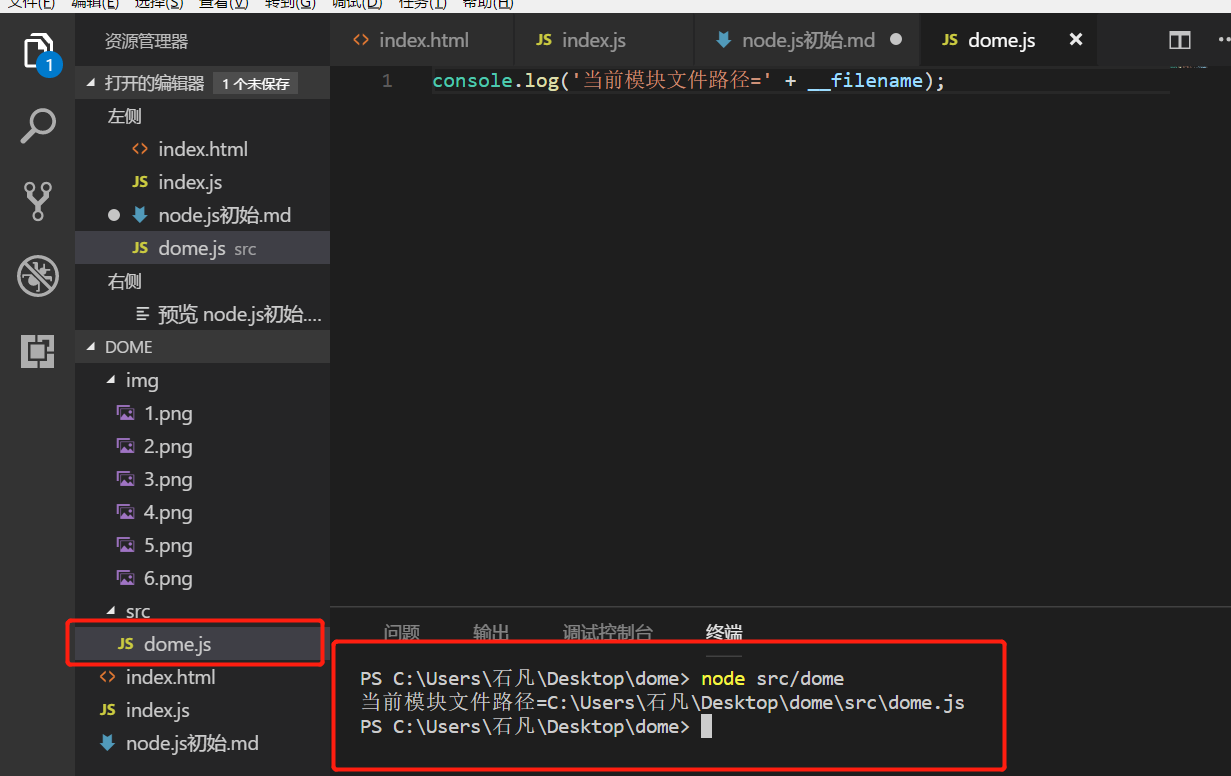 文件(F) 编辑(E) 选择(S) 查看(V) 转到(G) 调试(D) 任务(T) 帮助(H)
资源管理器
index.html
index.js
node.js初始.md
dome.js
1
打开的编辑器 1 个未保存
1 console.log('当前模块文件路径=' + __filename);
左侧
index.html
JS index.js
node.js初始.md
JS dome.js src
右侧
预览 node.js初始....
DOME
img
1.png
2.png
3.png
4.png
5.png
6.png
src
JS dome.js
index.html
JS index.js
node.js初始.md
问题 输出 调试控制台 终端
PS C:\Users\石凡\Desktop\dome> node src/dome
当前模块文件路径=C:\Users\石凡\Desktop\dome\src\dome.js
PS C:\Users\石凡\Desktop\dome>